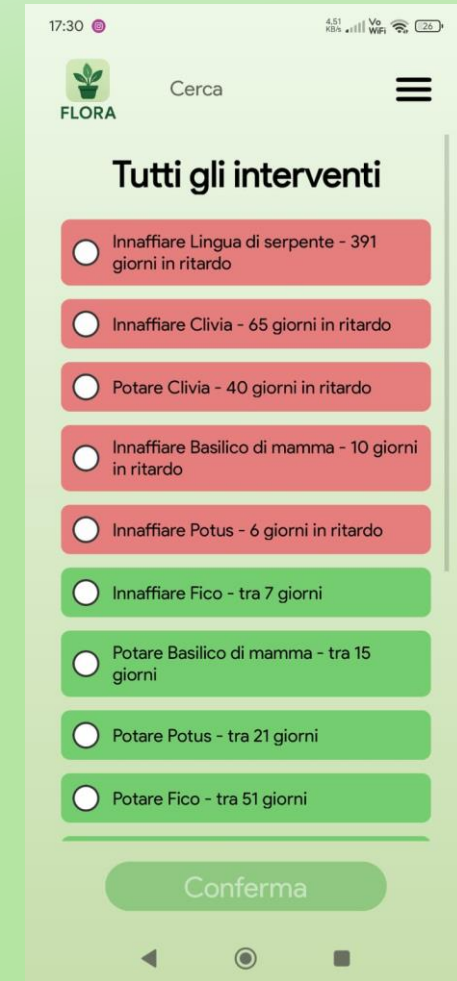 17:30
4,51 KB/s Vo WiFi 26
FLORA
Cerca
Tutti gli interventi
Innaffiare Lingua di serpente - 391
giorni in ritardo
Innaffiare Clivia - 65 giorni in ritardo
Potare Clivia - 40 giorni in ritardo
Innaffiare Basilico di mamma - 10 giorni
in ritardo
Innaffiare Potus - 6 giorni in ritardo
Innaffiare Fico - tra 7 giorni
Potare Basilico di mamma - tra 15
giorni
Potare Potus - tra 21 giorni
Potare Fico - tra 51 giorni
Conferma